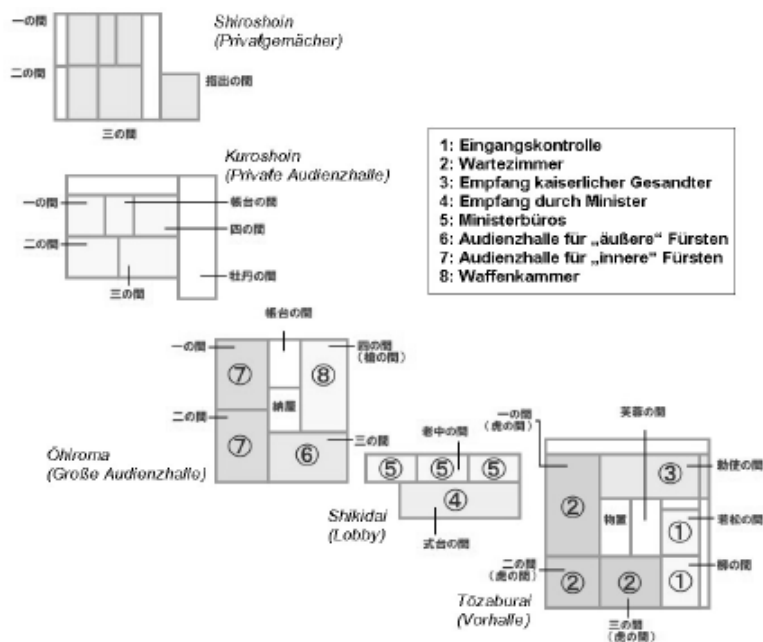 一の間
Shiroshoin
(Privatgemächer)
二の間
指出の間
三の間
Kuroshoin
(Private Audienzhalle)
一の間
帳台の間
四の間
二の間
三の間
牡丹の間
1: Eingangskontrolle
2: Wartezimmer
3: Empfang kaiserlicher Gesandter
4: Empfang durch Minister
5: Ministerbüros
6: Audienzhalle für „äußere“ Fürsten
7: Audienzhalle für „innere“ Fürsten
8: Waffenkammer
帳台の間
一の間
四の間
(槍の間)
⑦
⑧
納屋
二の間
三の間
⑦
⑥
Ōhiroma
(Große Audienzhalle)
老中の間
⑤
⑤
⑤
④
Shikidai
(Lobby)
式台の間
芙蓉の間
一の間
(虎の間)
③
勅使の間
②
物置
①
若松の間
二の間
(虎の間)
②
②
①
柳の間
三の間
(虎の間)
Tōzaburai
(Vorhalle)